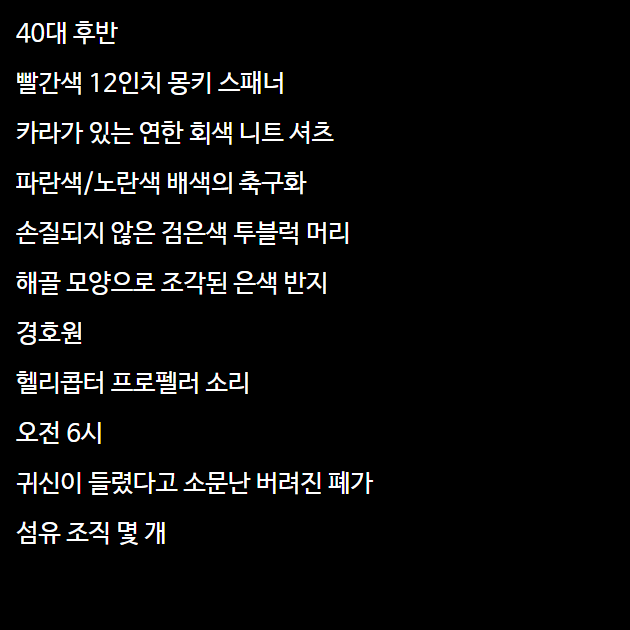 40대 후반
빨간색 12인치 몽키 스패너
카라가 있는 연한 회색 니트 셔츠
파란색/노란색 배색의 축구화
손질되지 않은 검은색 투블럭 머리
해골 모양으로 조각된 은색 반지
경호원
헬리콥터 프로펠러 소리
오전 6시
귀신이 들렸다고 소문난 버려진 폐가
섬유 조직 몇 개